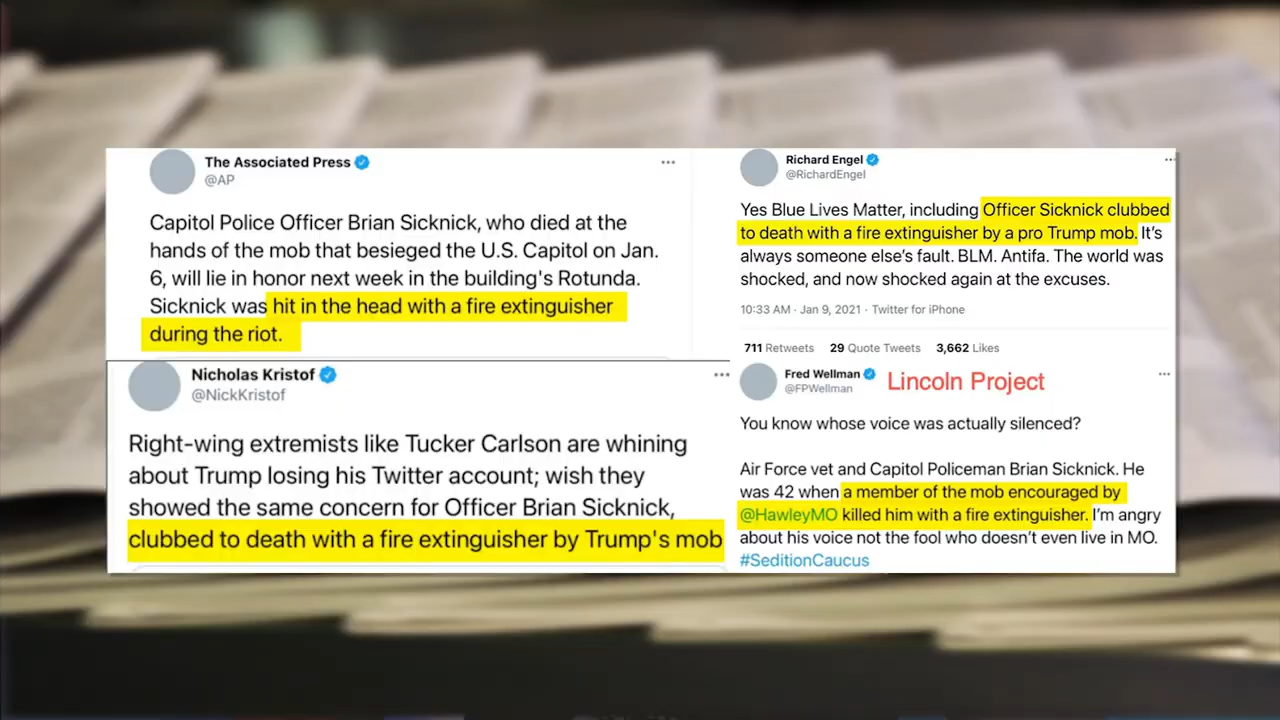 The Associated Press
@AP
Capitol Police Officer Brian Sicknick, who died at the
hands of the mob that besieged the U.S. Capitol on Jan.
6, will lie in honor next week in the building's Rotunda.
Sicknick was hit in the head with a fire extinguisher
during the riot.
Richard Engel
@RichardEngel
Yes Blue Lives Matter, including Officer Sicknick clubbed
to death with a fire extinguisher by a pro Trump mob. It’s
always someone else’s fault. BLM. Antifa. The world was
shocked, and now shocked again at the excuses.
10:33 AM · Jan 9, 2021 · Twitter for iPhone
711 Retweets 29 Quote Tweets 3,662 Likes
Nicholas Kristof
@NickKristof
Right-wing extremists like Tucker Carlson are whining
about Trump losing his Twitter account; wish they
showed the same concern for Officer Brian Sicknick,
clubbed to death with a fire extinguisher by Trump's mob
Fred Wellman
@FPWellman
Lincoln Project
You know whose voice was actually silenced?
Air Force vet and Capitol Policeman Brian Sicknick. He
was 42 when a member of the mob encouraged by
@HawleyMO killed him with a fire extinguisher. I’m angry
about his voice not the fool who doesn’t even live in MO.
#SeditionCaucus